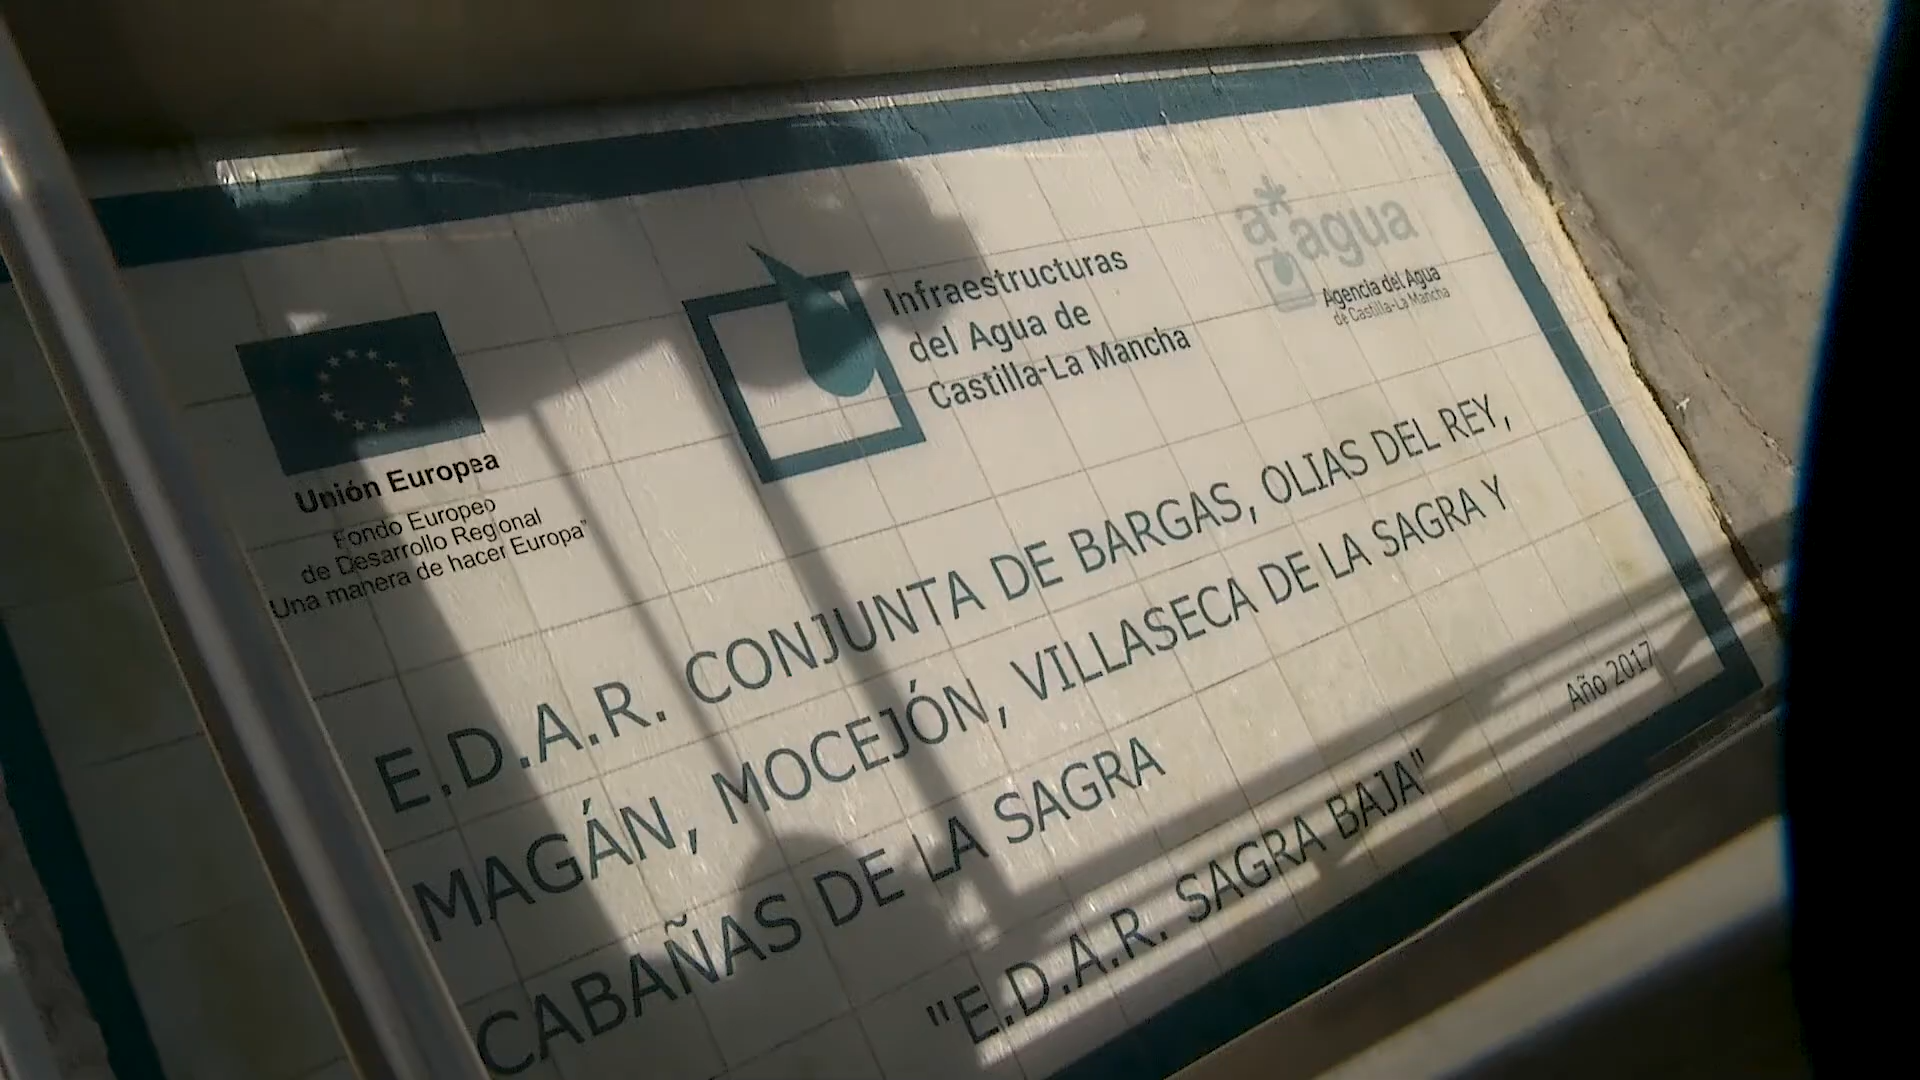 Unión Europea
Fondo Europeo
de Desarrollo Regional
Una manera de hacer Europa"
Infraestructuras
del Agua de
Castilla-La Mancha
a*
agua
Agencia del Agua
de Castilla-La Mancha
E.D.A.R. CONJUNTA DE BARGAS, OLIAS DEL REY,
MAGÁN, MOCEJÓN, VILLASECA DE LA SAGRA Y
CABAÑAS DE LA SAGRA
"E.D.A.R. SAGRA BAJA"
Año 2017